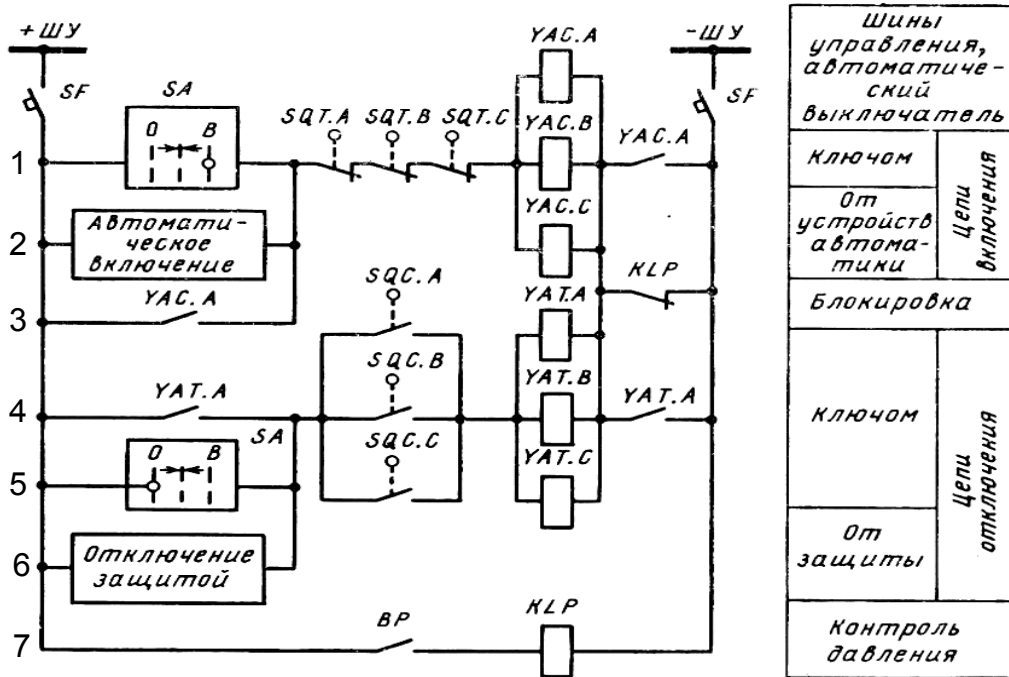 +ШУ
-ШУ
SF
SF
SA
О В
SQT.A SQT.B SQT.C
YAC.A
YAC.B
YAC.C
YAC.A
1
2
Автомати-
ческое
включение
YAC.A
3
KLP
SQC.A
SQC.B
SQC.C
YAT.A
YAT.B
YAT.C
YAT.A
4
YAT.A
SA
О В
5
6
Отключение
защитой
7
BP
KLP
Шины
управления,
автоматиче-
ский
выключатель
Ключом
От
устройств
автома-
тики
Цепи
включения
Блокировка
Ключом
От
защиты
Цепи
отключения
Контроль
давления